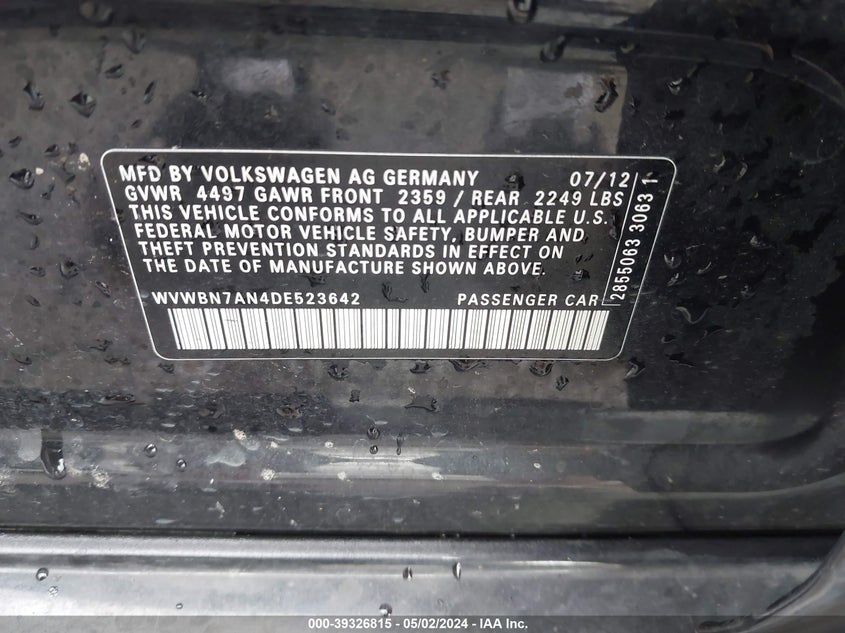 MFD BY VOLKSWAGEN AG GERMANY 07/12
GVWR 4497 GAWR FRONT 2359 / REAR 2249 LBS
THIS VEHICLE CONFORMS TO ALL APPLICABLE U.S.
FEDERAL MOTOR VEHICLE SAFETY, BUMPER AND
THEFT PREVENTION STANDARDS IN EFFECT ON
THE DATE OF MANUFACTURE SHOWN ABOVE.
WVWBN7AN4DE523642 PASSENGER CAR
2855063 30631
000-39326815 - 05/02/2024 - IAA Inc.